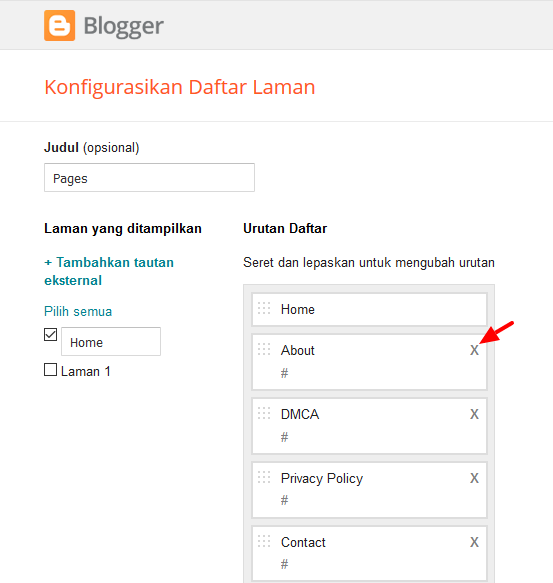 Blogger
Konfigurasikan Daftar Laman
Judul (opsional)
Pages
Laman yang ditampilkan
+ Tambahkan tautan
eksternal
Pilih semua
Home
Laman 1
Urutan Daftar
Seret dan lepaskan untuk mengubah urutan
Home
About X
#
DMCA X
#
Privacy Policy X
#
Contact X
#